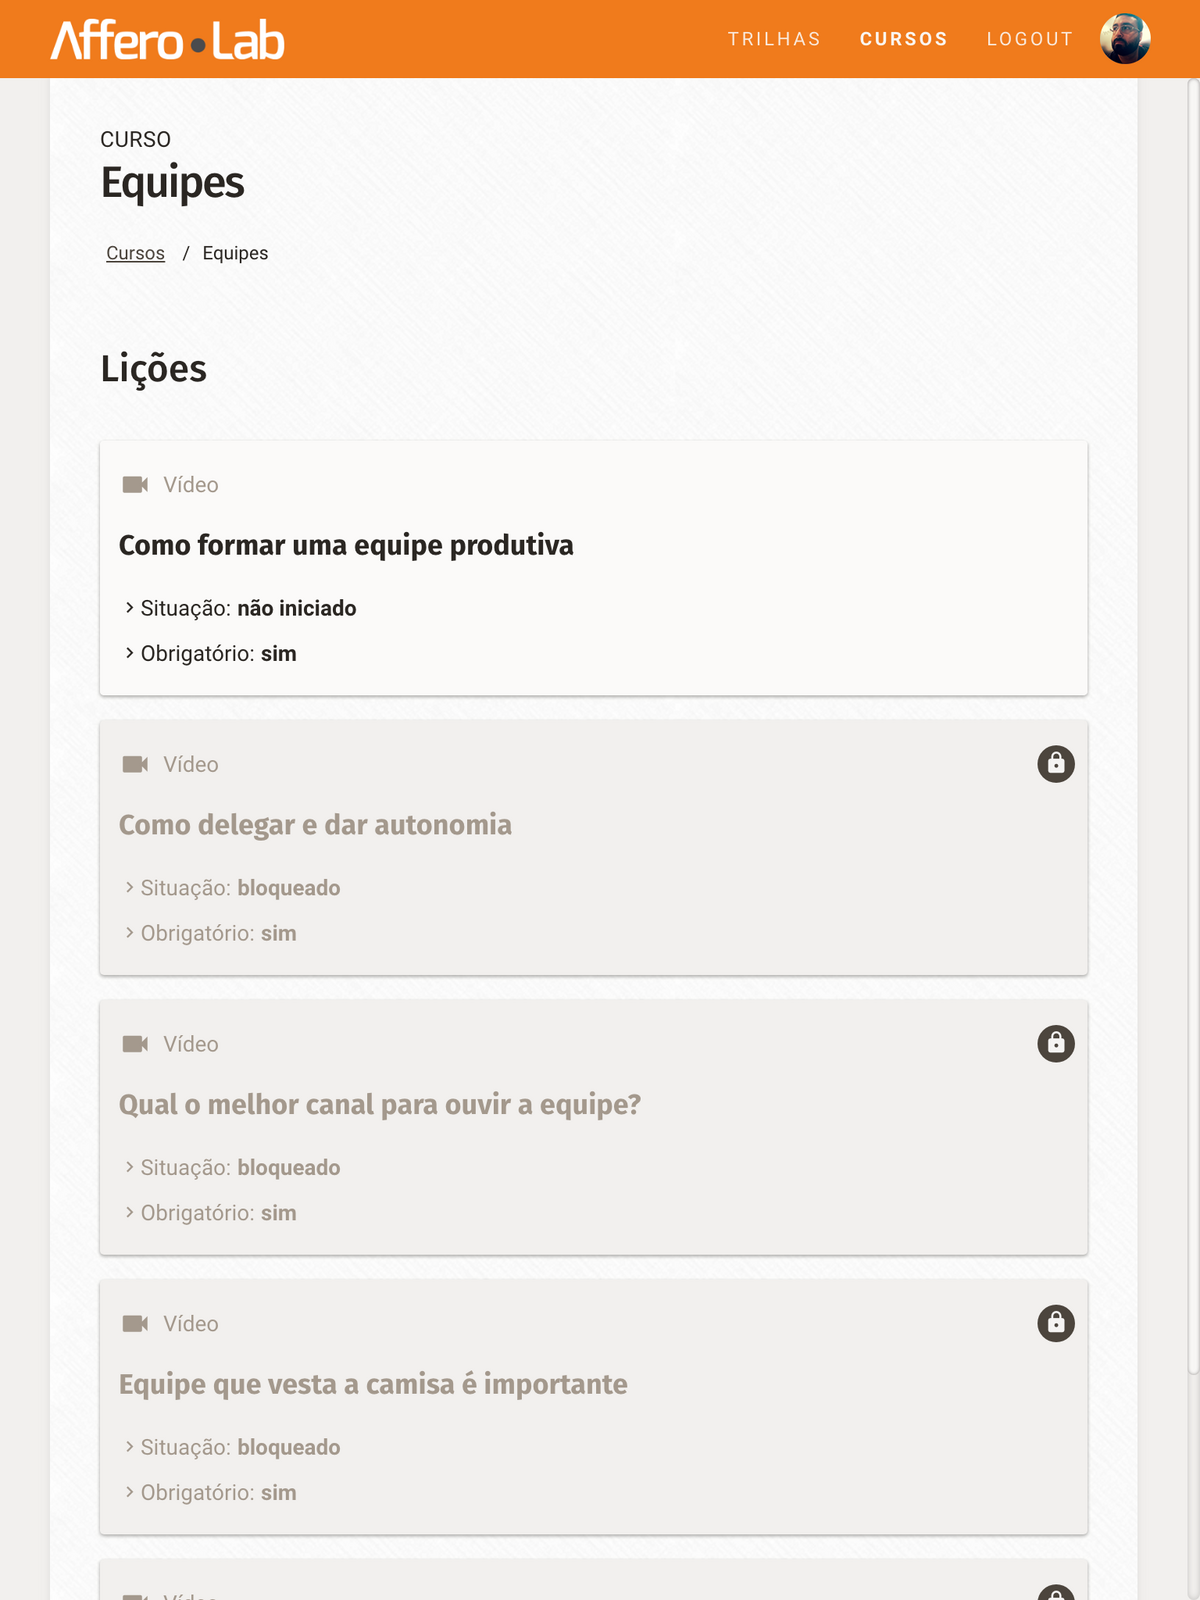 Affero Lab
TRILHAS CURSOS LOGOUT
CURSO
Equipes
Cursos / Equipes
Lições
Vídeo
Como formar uma equipe produtiva
Situação: não iniciado
Obrigatório: sim
Vídeo
Como delegar e dar autonomia
Situação: bloqueado
Obrigatório: sim
Vídeo
Qual o melhor canal para ouvir a equipe?
Situação: bloqueado
Obrigatório: sim
Vídeo
Equipe que vesta a camisa é importante
Situação: bloqueado
Obrigatório: sim